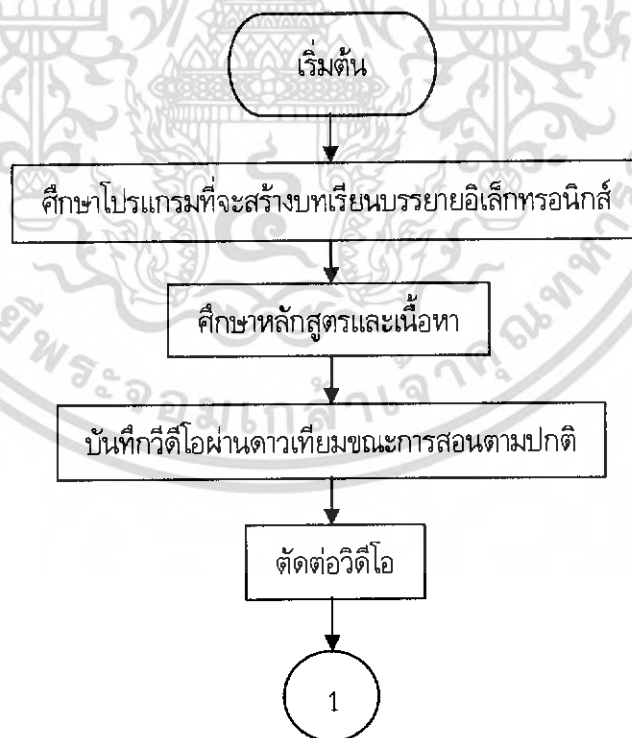 เริ่มต้น
ศึกษาโปรแกรมที่จะสร้างบทเรียนบรรยายอิเล็กทรอนิกส์
ศึกษาหลักสูตรและเนื้อหา
บันทึกวีดีโอผ่านดาวเทียมขณะการสอนตามปกติ
ตัดต่อวิดีโอ
1